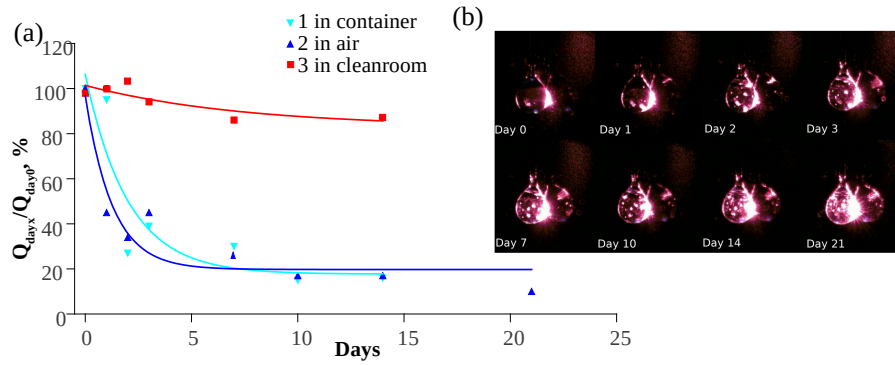 (a)
1 in container
2 in air
3 in cleanroom
120
100
80
60
40
20
0
Qdayx/Qday0, %
0
5
10
15
20
25
Days
(b)
Day 0
Day 1
Day 2
Day 3
Day 7
Day 10
Day 14
Day 21